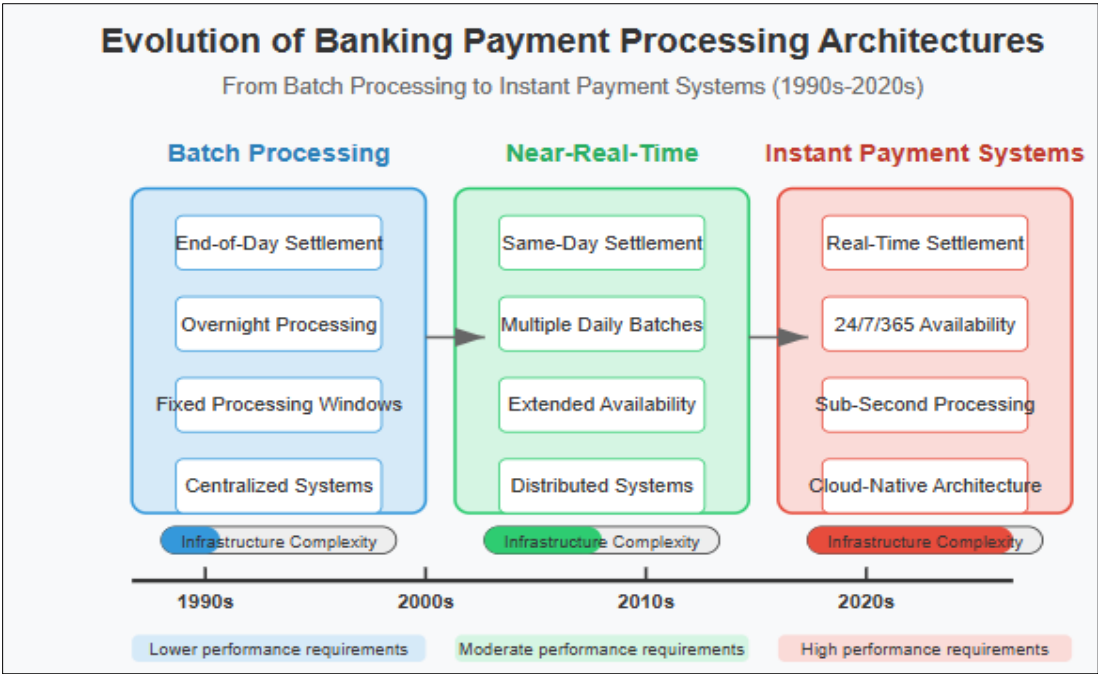 Evolution of Banking Payment Processing Architectures
From Batch Processing to Instant Payment Systems (1990s-2020s)
Batch Processing
End-of-Day Settlement
Overnight Processing
Fixed Processing Windows
Centralized Systems
Infrastructure Complexity
Near-Real-Time
Same-Day Settlement
Multiple Daily Batches
Extended Availability
Distributed Systems
Infrastructure Complexity
Instant Payment Systems
Real-Time Settlement
24/7/365 Availability
Sub-Second Processing
Cloud-Native Architecture
Infrastructure Complexity
1990s
2000s
2010s
2020s
Lower performance requirements
Moderate performance requirements
High performance requirements